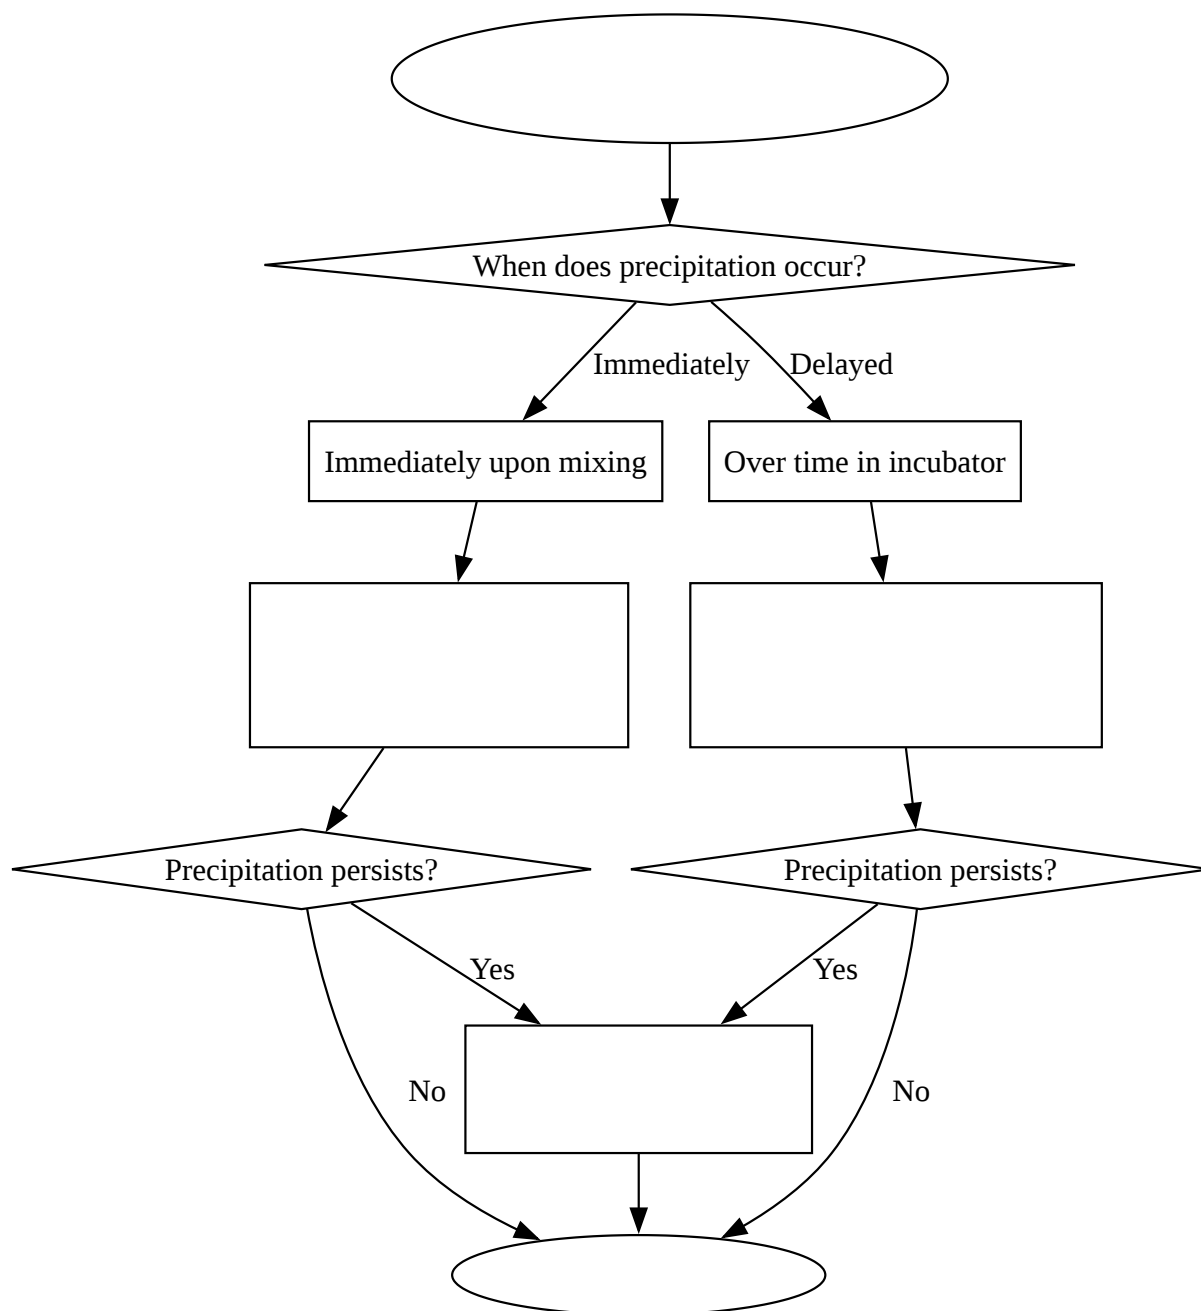 When does precipitation occur?
Immediately
Delayed
Immediately upon mixing
Over time in incubator
Precipitation persists?
Precipitation persists?
Yes
Yes
No
No